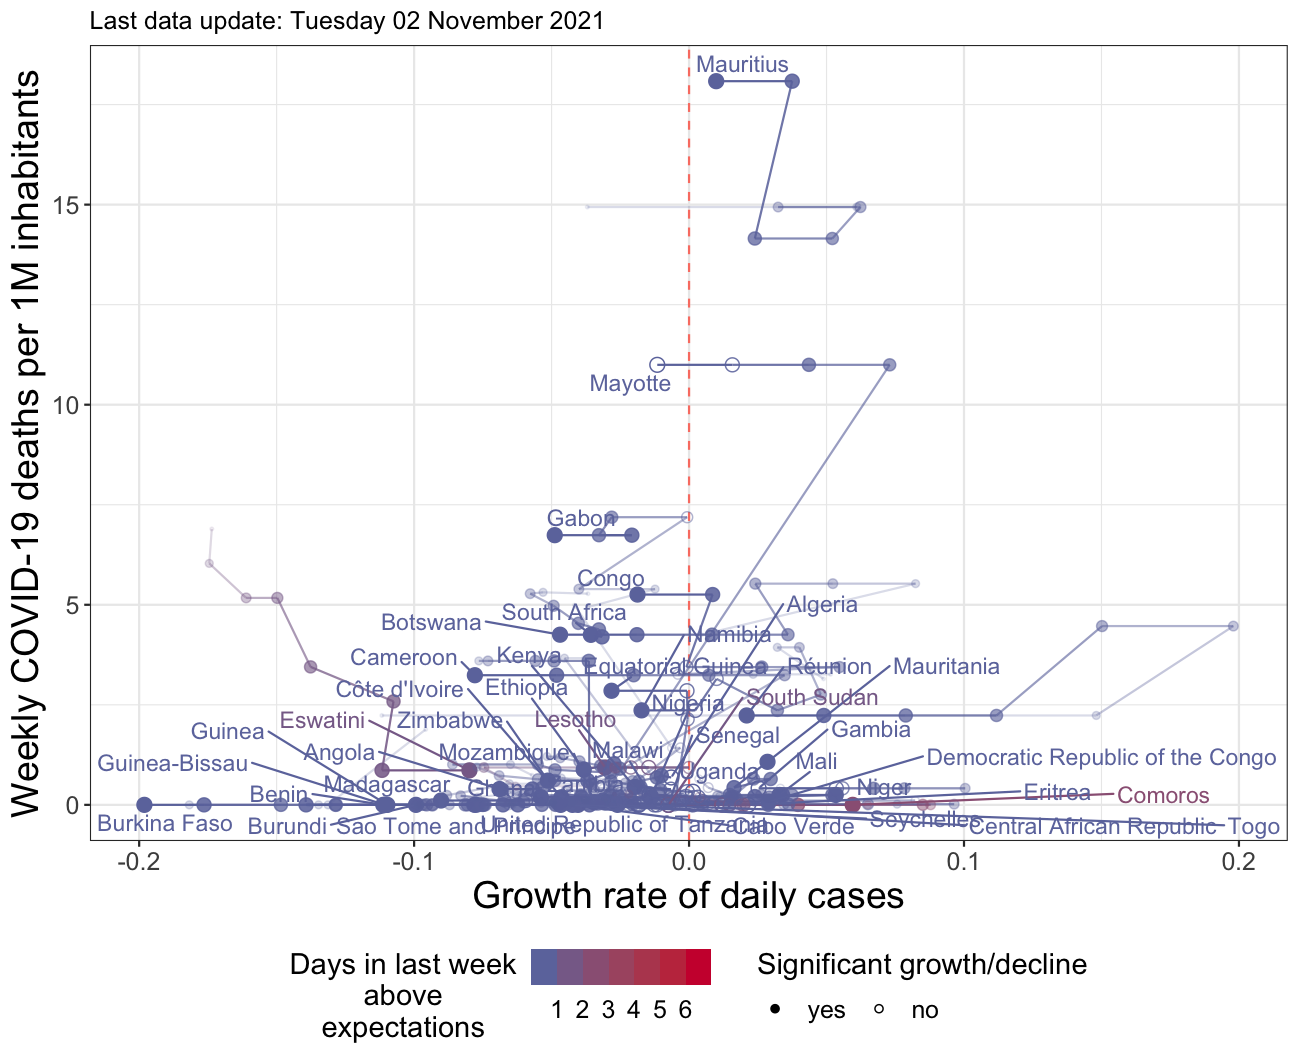 Last data update: Tuesday 02 November 2021
Weekly COVID-19 deaths per 1M inhabitants
15
10
5
0
Mauritius
Mayotte
Gabon
Congo
South Africa
Algeria
Botswana
Namibia
Cameroon
Kenya
Equatorial Guinea
Réunion
Mauritania
Côte d'Ivoire
Ethiopia
Nigeria
South Sudan
Eswatini
Zimbabwe
Lesotho
Senegal
Gambia
Guinea
Angola
Mozambique
Malawi
Guinea-Bissau
Uganda
Mali
Democratic Republic of the Congo
Benin
Madagascar
Niger
Eritrea
Comoros
Burkina Faso
Burundi
Sao Tome and Principe
United Republic of Tanzania
Cabo Verde
Seychelles
Central African Republic
Togo
-0.2
-0.1
0.0
0.1
0.2
Growth rate of daily cases
Days in last week
above
expectations
1 2 3 4 5 6
Significant growth/decline
yes
no